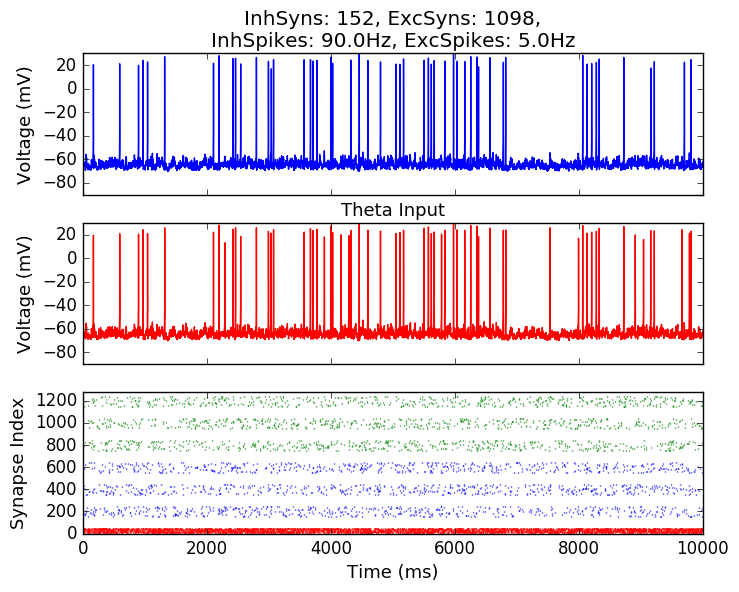 InhSyns: 152, ExcSyns: 1098,
InhSpikes: 90.0Hz, ExcSpikes: 5.0Hz
Voltage (mV)
20
0
−20
−40
−60
−80
Theta Input
Voltage (mV)
20
0
−20
−40
−60
−80
Synapse Index
1200
1000
800
600
400
200
0
0 2000 4000 6000 8000 10000
Time (ms)